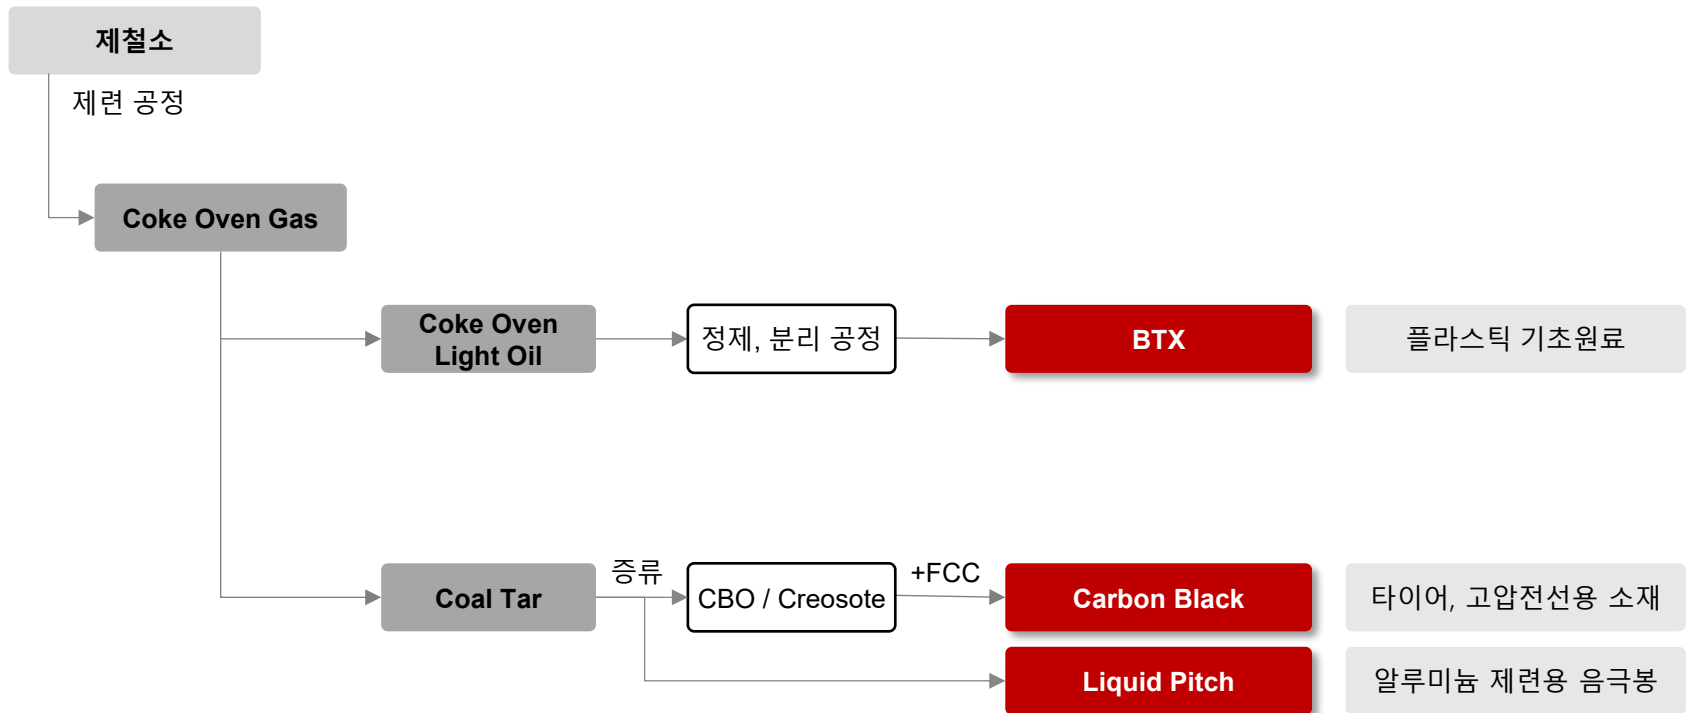 제철소
제련 공정
Coke Oven Gas
Coke Oven
Light Oil
정제, 분리 공정
BTX
플라스틱 기초원료
Coal Tar
증류
CBO / Creosote
+FCC
Carbon Black
타이어, 고압전선용 소재
Liquid Pitch
알루미늄 제련용 음극봉